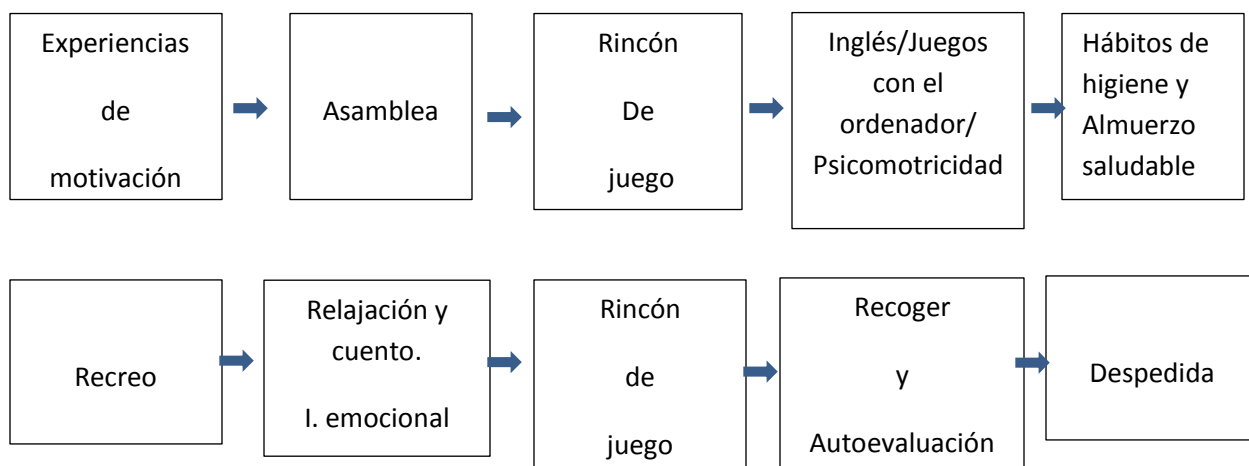 Experiencias
de
motivación
Asamblea
Rincón
De
juego
Inglés/Juegos
con el
ordenador/
Psicomotricidad
Hábitos de
higiene y
Almuerzo
saludable
Recreo
Relajación y
cuento.
I. emocional
Rincón
de
juego
Recoger
y
Autoevaluación
Despedida